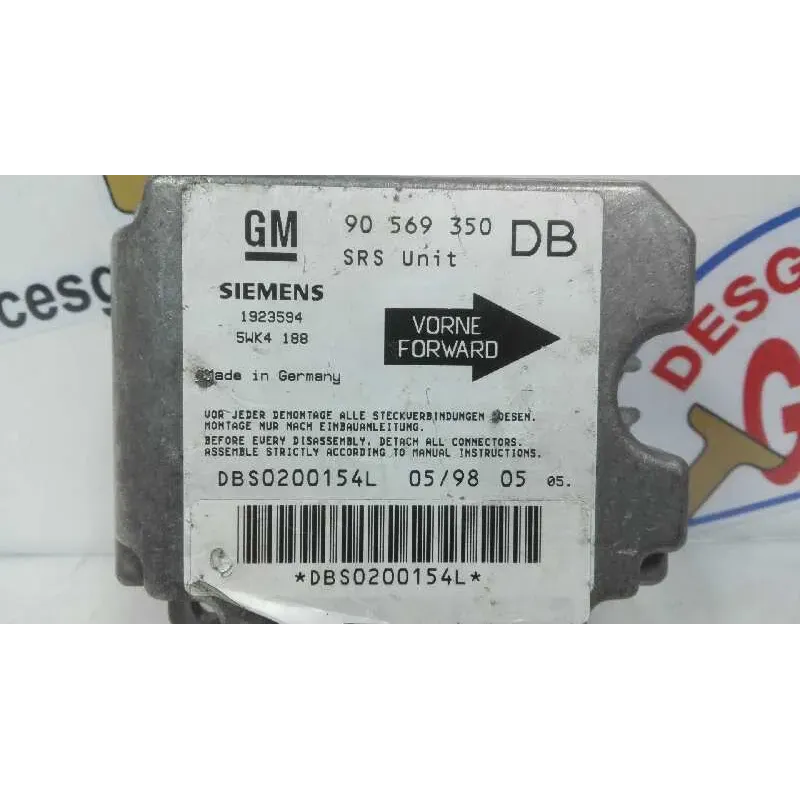 GM 90 569 350 DB
SRS Unit
SIEMENS
1923594
5WK4 188
VORNE
FORWARD
Made in Germany
VOR JEDER DEMONTAGE ALLE STECKVERBINDUNGEN
MONTAGE NUR NACH EINBAUANLEITUNG.
BEFORE EVERY DISASSEMBLY, DETACH ALL CONNECTORS.
ASSEMBLE STRICTLY ACCORDING TO MANUAL INSTRUCTIONS.
DBS0200154L 05/98 05 05.
*DBS0200154L*
cesg
DESG
G